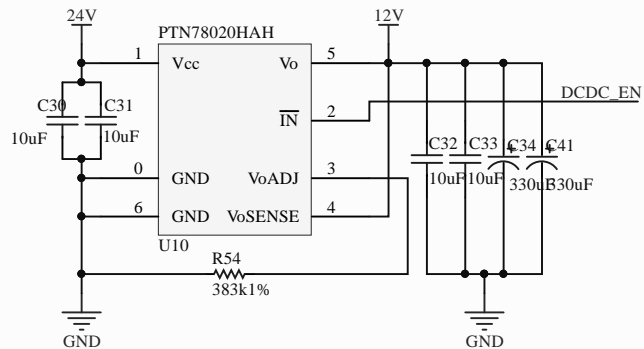 24V
PTN78020HAH
12V
1
Vcc
Vo
5
C30
C31
10uF
10uF
IN
2
DCDC_EN
C32
C33
C34
C41
10uF
10uF
330uF
330uF
0
GND
VoADJ
3
6
GND
VoSENSE
4
U10
R54
383k1%
GND
GND